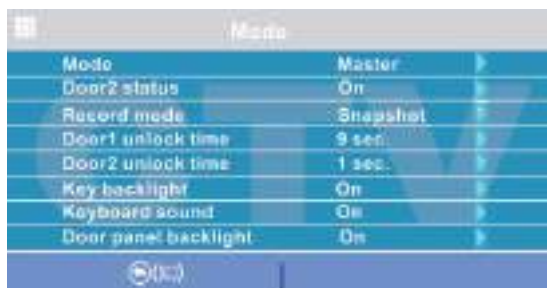 Mode
Mode Master
Door2 status On
Record mode Snapshot
Door1 unlock time 9 sec.
Door2 unlock time 1 sec.
Key backlight On
Keyboard sound On
Door panel backlight On
CTV